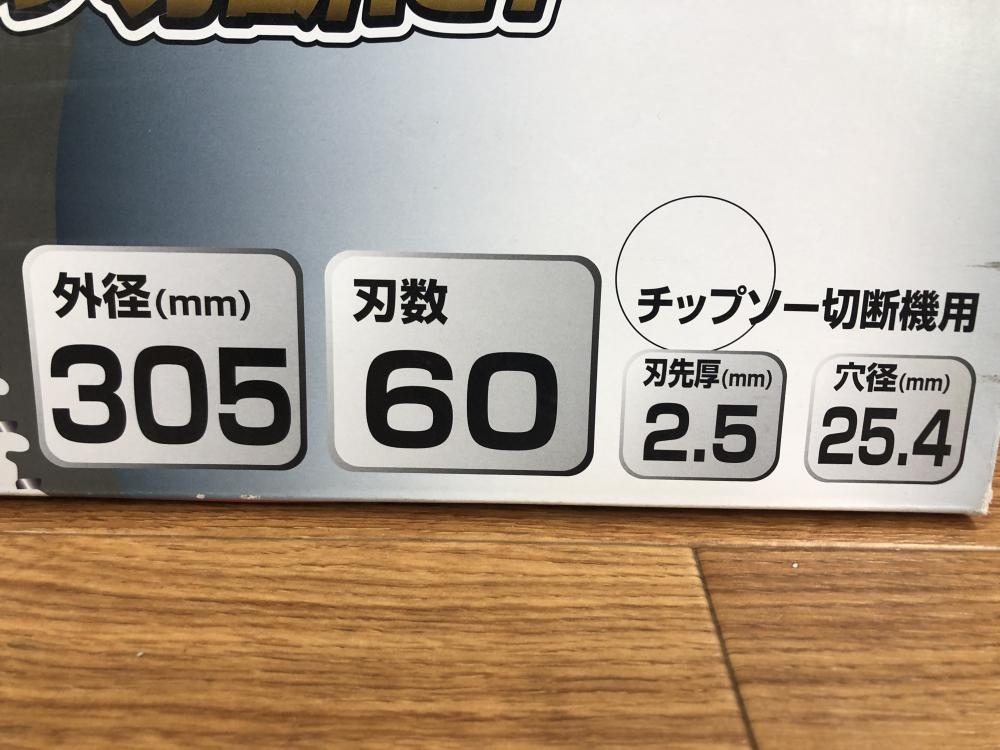 外径(mm)
305
刃数
60
チップソー切断機用
刃先厚(mm)
2.5
穴径(mm)
25.4